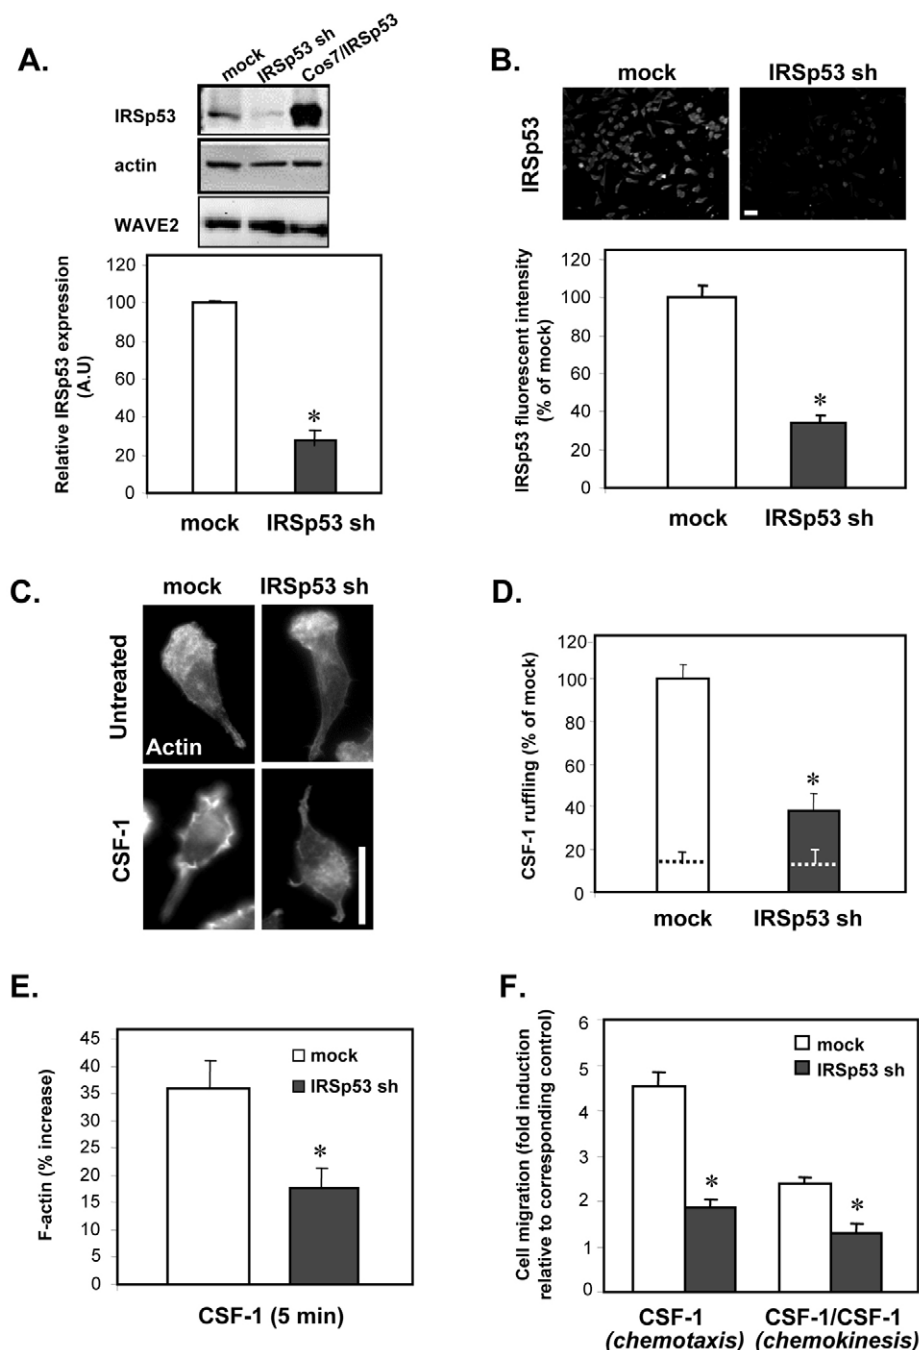 A.
mock IRSp53 sh Cos7/IRSp53
IRSp53
actin
WAVE2
Relative IRSp53 expression
(A.U)
120
100
80
60
40
20
0
*
mock IRSp53 sh
B.
mock IRSp53 sh
IRSp53
IRSp53 fluorescent intensity
(% of mock)
120
100
80
60
40
20
0
*
mock IRSp53 sh
C.
mock IRSp53 sh
Untreated
Actin
CSF-1
D.
CSF-1 ruffling (% of mock)
120
100
80
60
40
20
0
*
mock IRSp53 sh
E.
F-actin (% increase)
45
40
35
30
25
20
15
10
5
0
mock
IRSp53 sh
*
CSF-1 (5 min)
F.
Cell migration (fold induction
relative to corresponding control)
6
5
4
3
2
1
0
mock
IRSp53 sh
*
*
CSF-1 CSF-1/CSF-1
(chemotaxis) (chemokinesis)